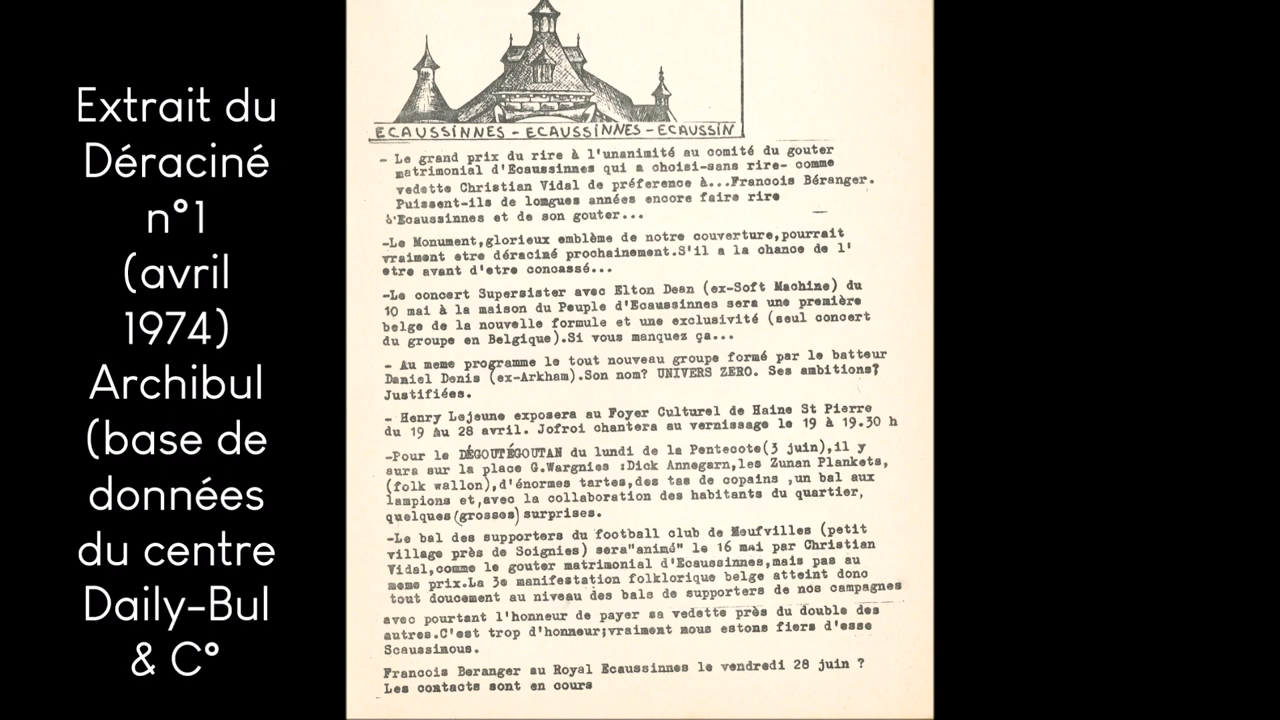 Extrait du
Déraciné
n°1
(avril
1974)
Archibul
(base de
données
du centre
Daily-Bul
& C°
ECAUSSINNES - ECAUSSINNES - ECAUSSIN
- Le grand prix du rire à l'unanimité au comité du gouter
matrimonial d'Ecaussinnes qui a choisi-sans rire- comme
vedette Christian Vidal de préference à...Francois Béranger.
Puissent-ils de longues années encore faire rire
d'Ecaussinnes et de son gouter...
-Le Monument,glorieux emblème de notre couverture,pourrait
vraiment etre déraciné prochainement.S'il a la chance de l'
etre avant d'etre concassé...
-Le concert Supersister avec Elton Dean (ex-Soft Machine) du
10 mai à la maison du Peuple d'Ecaussinnes sera une première
belge de la nouvelle formule et une exclusivité (seul concert
du groupe en Belgique).Si vous manquez ça...
- Au meme programme le tout nouveau groupe formé par le batteur
Daniel Denis (ex-Arkham).Son nom? UNIVERS ZERO. Ses ambitions?
Justifiées.
- Henry Lejeune exposera au Foyer Culturel de Haine St Pierre
du 19 Au 28 avril. Jofroi chantera au vernissage le 19 à 19.30 h
-Pour le DÉGOUTÉGOUTAN du lundi de la Pentecote(3 juin),il y
aura sur la place G.Wargnies :Dick Annegarn,les Zunan Plankets,
(folk wallon),d'énormes tartes,des tas de copains ,un bal aux
lampions et,avec la collaboration des habitants du quartier,
quelques(grosses)surprises.
-Le bal des supporters du football club de Neufvilles (petit
village près de Soignies) sera"animé" le 16 mai par Christian
Vidal,comme le gouter matrimonial d'Ecaussinnes,mais pas au
meme prix.La 3e manifestation folklorique belge atteint donc
tout doucement au niveau des bals de supporters de nos campagnes
avec pourtant l'honneur de payer sa vedette près du double des
autres.C'est trop d'honneur;vraiment nous estons fiers d'esse
Scaussinous.
Francois Beranger au Royal Ecaussinnes le vendredi 28 juin ?
Les contacts sont en cours